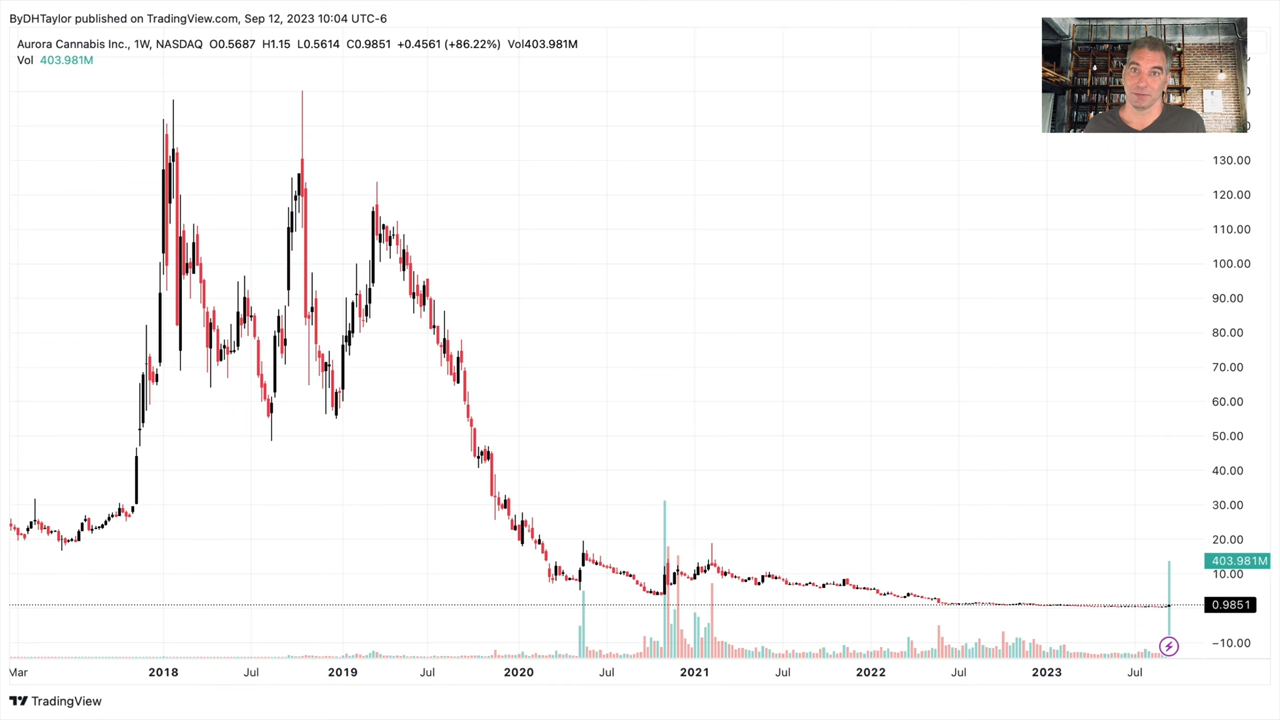 ByDHTaylor published on TradingView.com, Sep 12, 2023 10:04 UTC-6
Aurora Cannabis Inc., 1W, NASDAQ O0.5687 H1.15 L0.5614 C0.9851 +0.4561 (+86.22%) Vol403.981M
Vol 403.981M
130.00
120.00
110.00
100.00
90.00
80.00
70.00
60.00
50.00
40.00
30.00
20.00
403.981M
10.00
0.9851
−10.00
Mar 2018 Jul 2019 Jul 2020 Jul 2021 Jul 2022 Jul 2023 Jul
TradingView